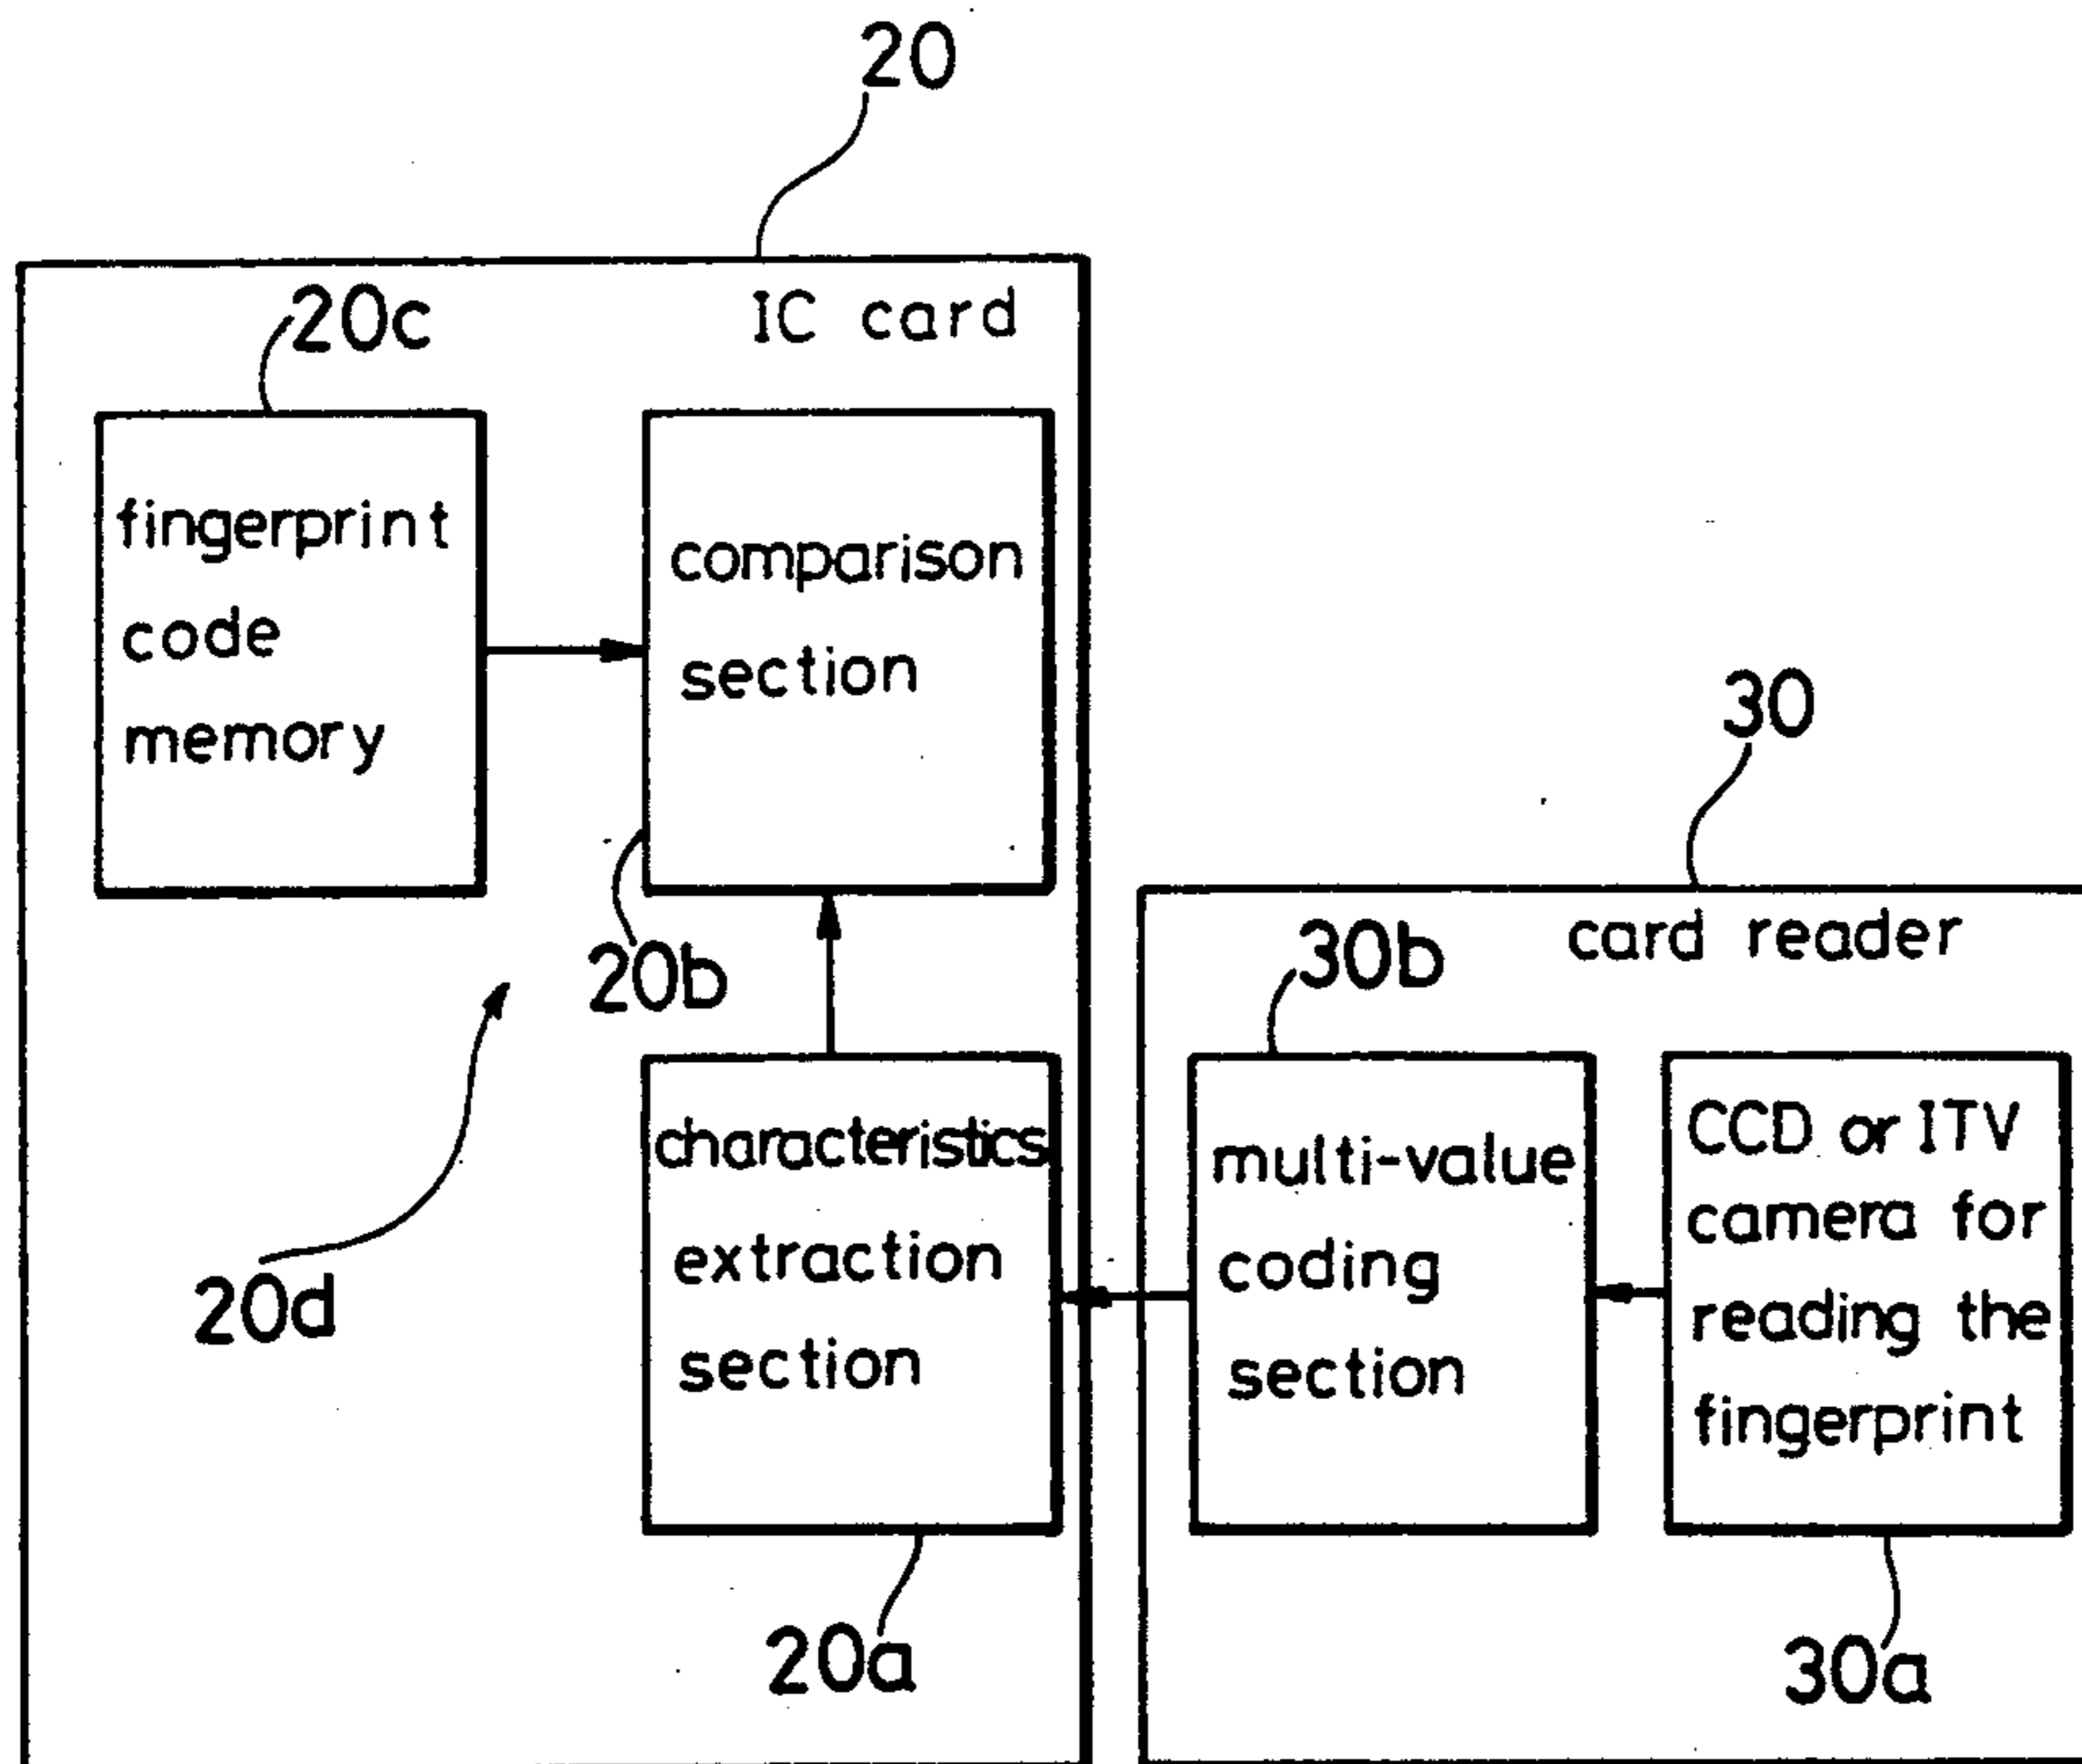 20
20c
IC card
fingerprint
code
memory
comparison
section
20b
20d
characteristics
extraction
section
20a
30
card reader
30b
multi-value
coding
section
CCD or ITV
camera for
reading the
fingerprint
30a